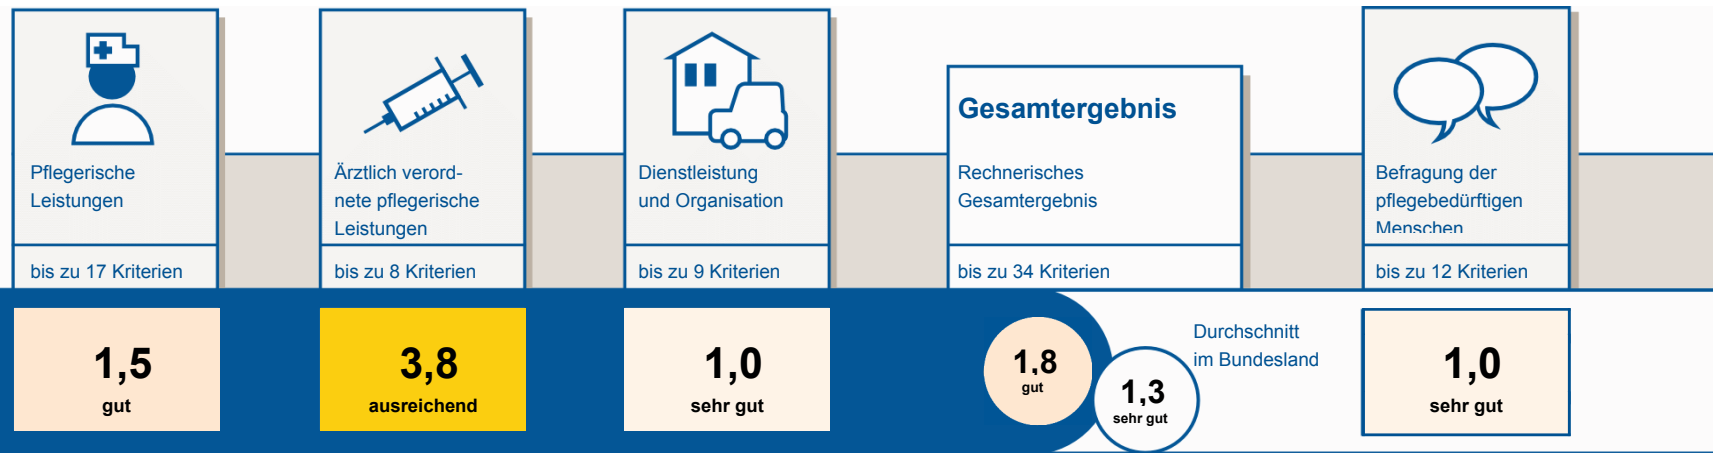 Pflegerische
Leistungen
bis zu 17 Kriterien
1,5
gut
Ärztlich verord-
nete pflegerische
Leistungen
bis zu 8 Kriterien
3,8
ausreichend
Dienstleistung
und Organisation
bis zu 9 Kriterien
1,0
sehr gut
Gesamtergebnis
Rechnerisches
Gesamtergebnis
bis zu 34 Kriterien
1,8
gut
Durchschnitt
im Bundesland
1,3
sehr gut
Befragung der
pflegebedürftigen
Menschen
bis zu 12 Kriterien
1,0
sehr gut